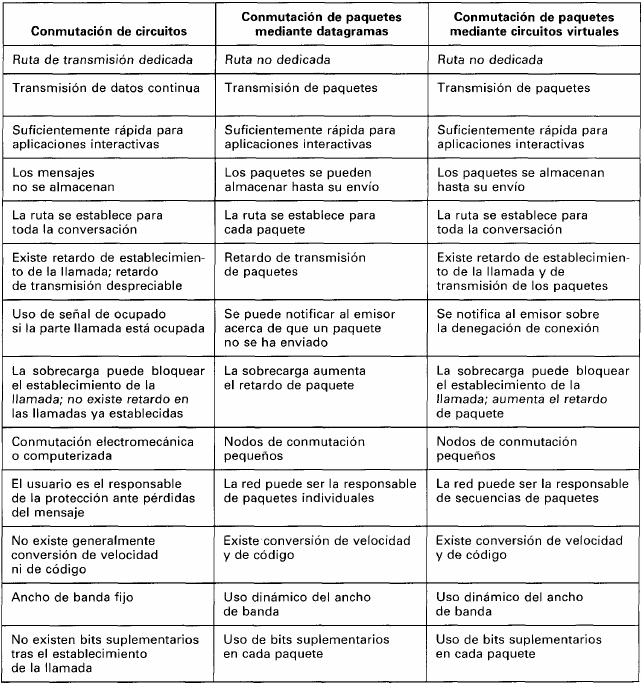 Conmutación de circuitos
Conmutación de paquetes
mediante datagramas
Conmutación de paquetes
mediante circuitos virtuales
Ruta de transmisión dedicada
Ruta no dedicada
Ruta no dedicada
Transmisión de datos continua
Transmisión de paquetes
Transmisión de paquetes
Suficientemente rápida para
aplicaciones interactivas
Suficientemente rápida para
aplicaciones interactivas
Suficientemente rápida para
aplicaciones interactivas
Los mensajes
no se almacenan
Los paquetes se pueden
almacenar hasta su envío
Los paquetes se almacenan
hasta su envío
La ruta se establece para
toda la conversación
La ruta se establece para
cada paquete
La ruta se establece para
toda la conversación
Existe retardo de establecimien-
to de la llamada; retardo
de transmisión despreciable
Retardo de transmisión
de paquetes
Existe retardo de establecimien-
to de la llamada y de
transmisión de los paquetes
Uso de señal de ocupado
si la parte llamada está ocupada
Se puede notificar al emisor
acerca de que un paquete
no se ha enviado
Se notifica al emisor sobre
la denegación de conexión
La sobrecarga puede bloquear
el establecimiento de la
llamada; no existe retardo en
las llamadas ya establecidas
La sobrecarga aumenta
el retardo de paquete
La sobrecarga puede bloquear
el establecimiento de la
llamada; aumenta el retardo
de paquete
Conmutación electromecánica
o computerizada
Nodos de conmutación
pequeños
Nodos de conmutación
pequeños
El usuario es el responsable
de la protección ante pérdidas
del mensaje
La red puede ser la responsable
de paquetes individuales
La red puede ser la responsable
de secuencias de paquetes
No existe generalmente
conversión de velocidad
ni de código
Existe conversión de velocidad
y de código
Existe conversión de velocidad
y de código
Ancho de banda fijo
Uso dinámico del ancho
de banda
Uso dinámico del ancho
de banda
No existen bits suplementarios
tras el establecimiento
de la llamada
Uso de bits suplementarios
en cada paquete
Uso de bits suplementarios
en cada paquete